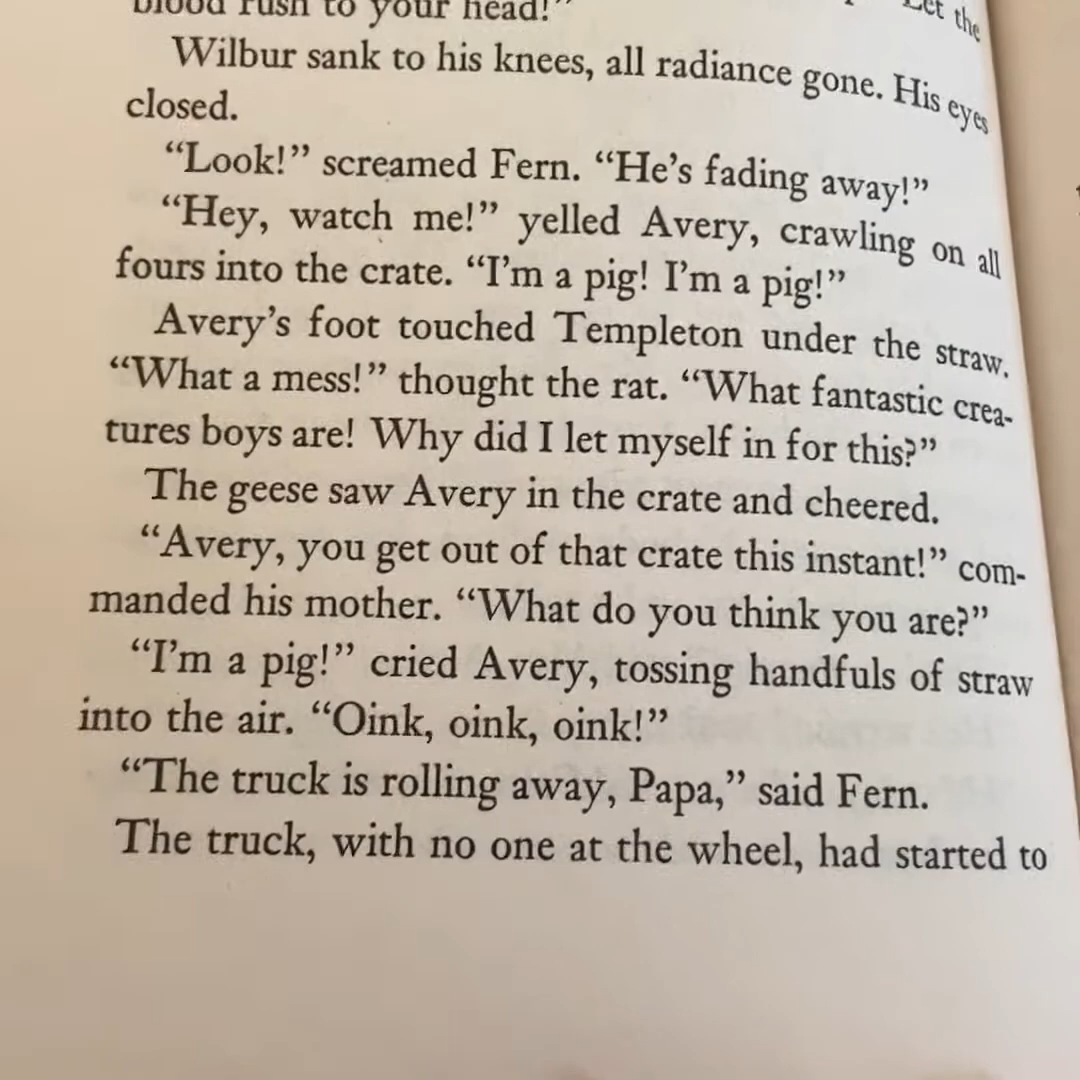 blood rush to your head!" Let the
Wilbur sank to his knees, all radiance gone. His eyes
closed.
“Look!” screamed Fern. “He’s fading away!”
“Hey, watch me!” yelled Avery, crawling on all
fours into the crate. “I’m a pig! I’m a pig!”
Avery’s foot touched Templeton under the straw.
“What a mess!” thought the rat. “What fantastic crea-
tures boys are! Why did I let myself in for this?”
The geese saw Avery in the crate and cheered.
“Avery, you get out of that crate this instant!” com-
manded his mother. “What do you think you are?”
“I’m a pig!” cried Avery, tossing handfuls of straw
into the air. “Oink, oink, oink!”
“The truck is rolling away, Papa,” said Fern.
The truck, with no one at the wheel, had started to